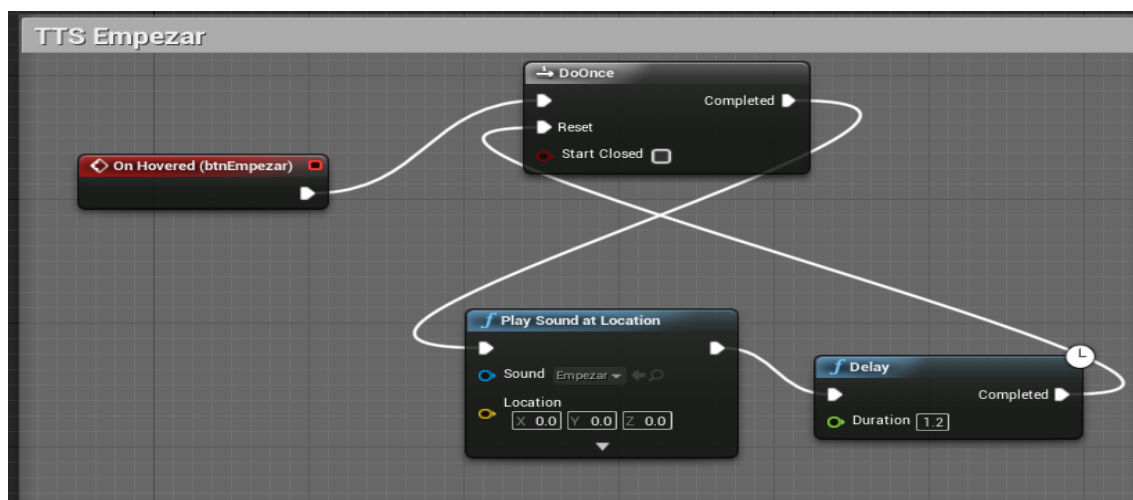 TTS Empezar
DoOnce
Completed
Reset
Start Closed
On Hovered (btnEmpezar)
f Play Sound at Location
Sound Empezar
Location
X 0.0 Y 0.0 Z 0.0
f Delay
Completed
Duration 1.2